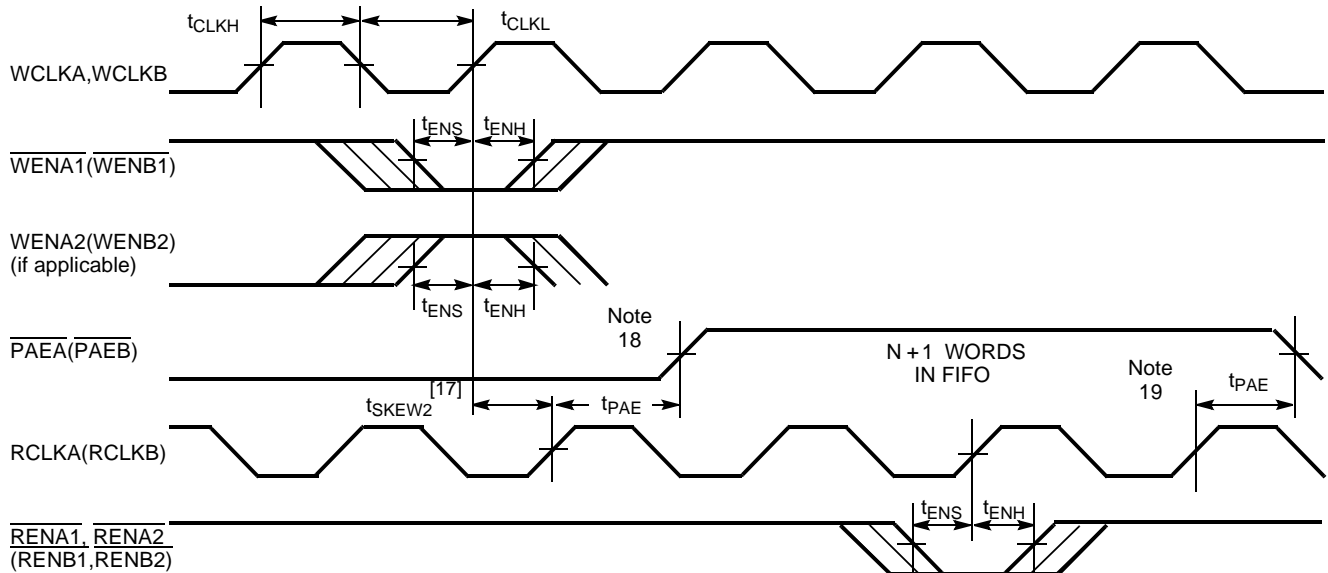 tCLKH
tCLKL
WCLKA,WCLKB
tENS
tENH
WENA1(WENB1)
WENA2(WENB2)
(if applicable)
tENS
tENH
Note
18
PAEA(PAEB)
N +1 WORDS
IN FIFO
Note
19
tPAE
[17]
tSKEW2
tPAE
RCLKA(RCLKB)
tENS
tENH
RENA1, RENA2
(RENB1,RENB2)